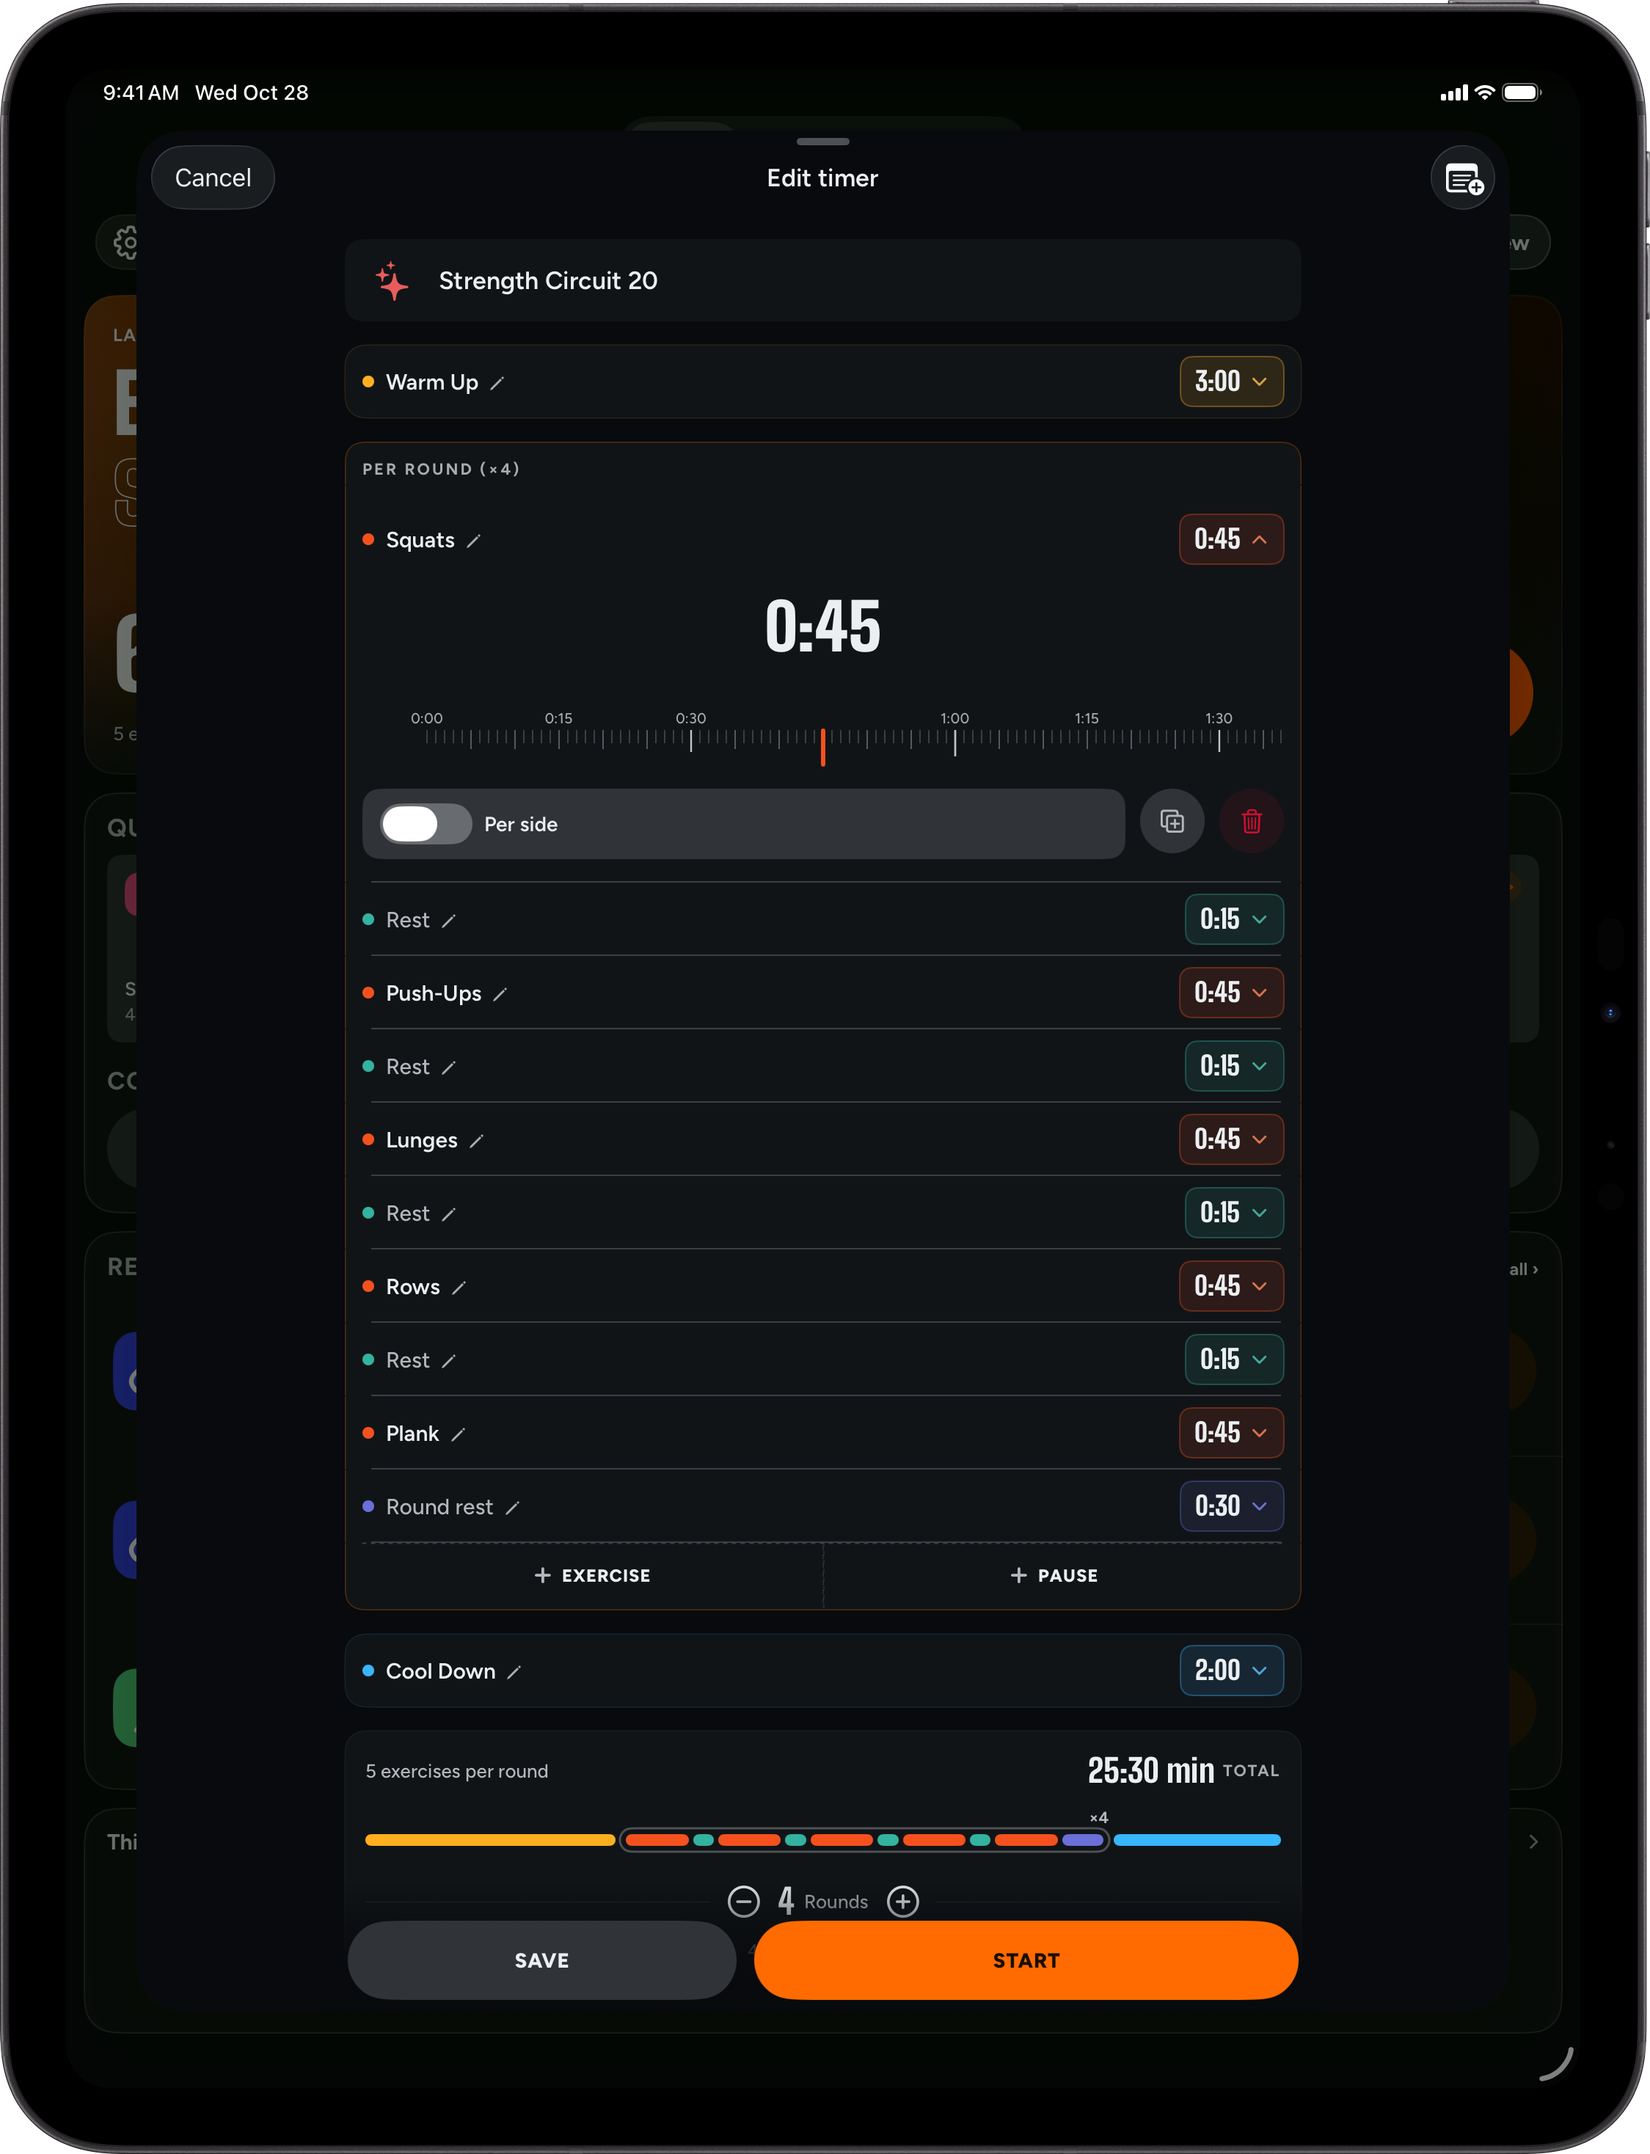 9:41 AM Wed Oct 28
Cancel
Edit timer
Strength Circuit 20
Warm Up
3:00
PER ROUND (×4)
Squats
0:45
0:45
0:00 0:15 0:30 1:00 1:15 1:30
Per side
Rest
0:15
Push-Ups
0:45
Rest
0:15
Lunges
0:45
Rest
0:15
Rows
0:45
Rest
0:15
Plank
0:45
Round rest
0:30
+ EXERCISE
+ PAUSE
Cool Down
2:00
5 exercises per round
25:30 min TOTAL
×4
4 Rounds
SAVE
START
all ›